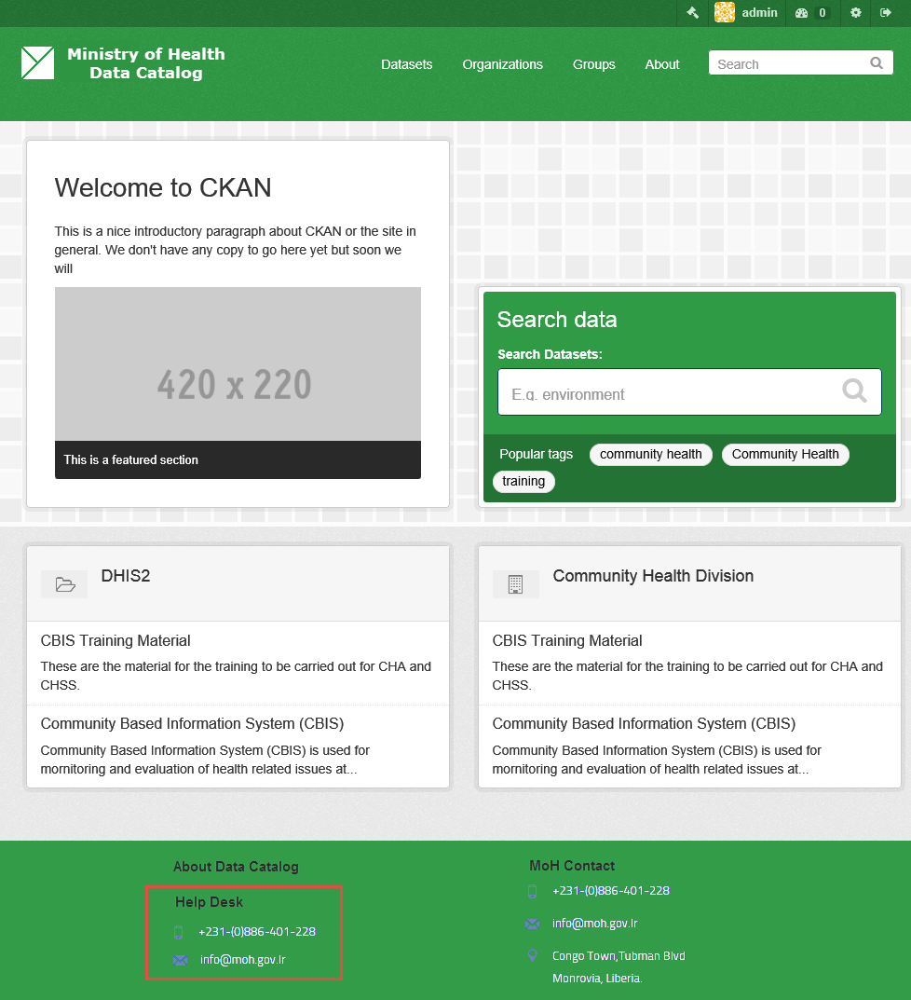 admin
0
Ministry of Health
Data Catalog
Datasets
Organizations
Groups
About
Search
Welcome to CKAN
This is a nice introductory paragraph about CKAN or the site in
general. We don't have any copy to go here yet but soon we
will
420 x 220
This is a featured section
Search data
Search Datasets:
E.g. environment
Popular tags
community health
Community Health
training
DHIS2
CBIS Training Material
These are the material for the training to be carried out for CHA and
CHSS.
Community Based Information System (CBIS)
Community Based Information System (CBIS) is used for
mornitoring and evaluation of health related issues at...
Community Health Division
CBIS Training Material
These are the material for the training to be carried out for CHA and
CHSS.
Community Based Information System (CBIS)
Community Based Information System (CBIS) is used for
mornitoring and evaluation of health related issues at...
About Data Catalog
Help Desk
+231-(0)886-401-228
info@moh.gov.lr
MoH Contact
+231-(0)886-401-228
info@moh.gov.lr
Congo Town,Tubman Blvd
Monrovia, Liberia.